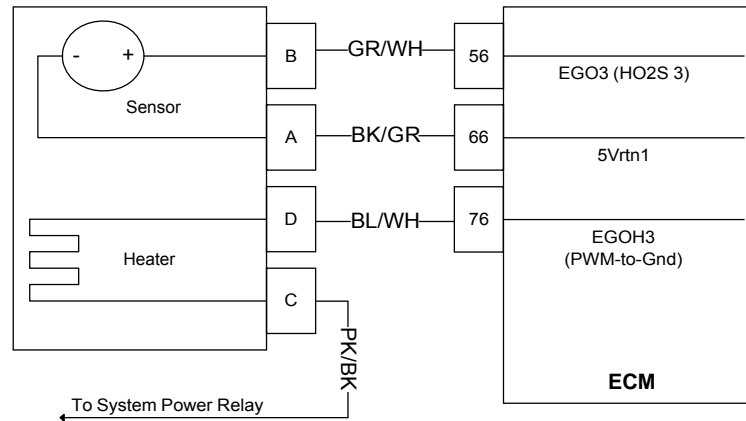 B
GR/WH
56
EGO3 (HO2S 3)
-
+
Sensor
A
BK/GR
66
5Vrtn1
D
BL/WH
76
EGOH3
(PWM-to-Gnd)
Heater
C
PK/BK
ECM
To System Power Relay